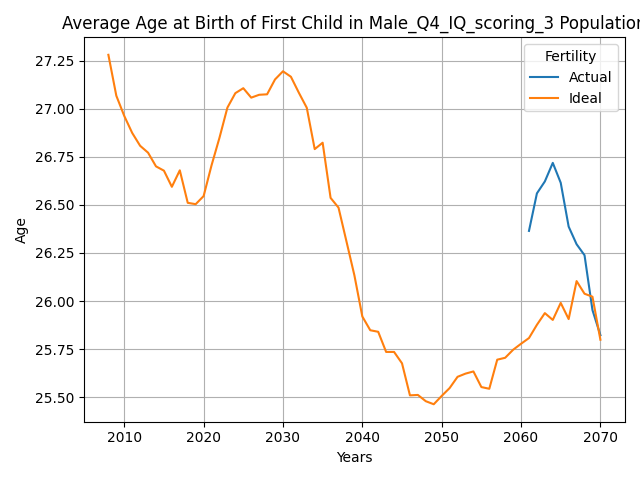 Average Age at Birth of First Child in Male_Q4_IQ_scoring_3 Population
Fertility
Actual
Ideal
27.25
27.00
26.75
26.50
26.25
26.00
25.75
25.50
Age
2010 2020 2030 2040 2050 2060 2070
Years